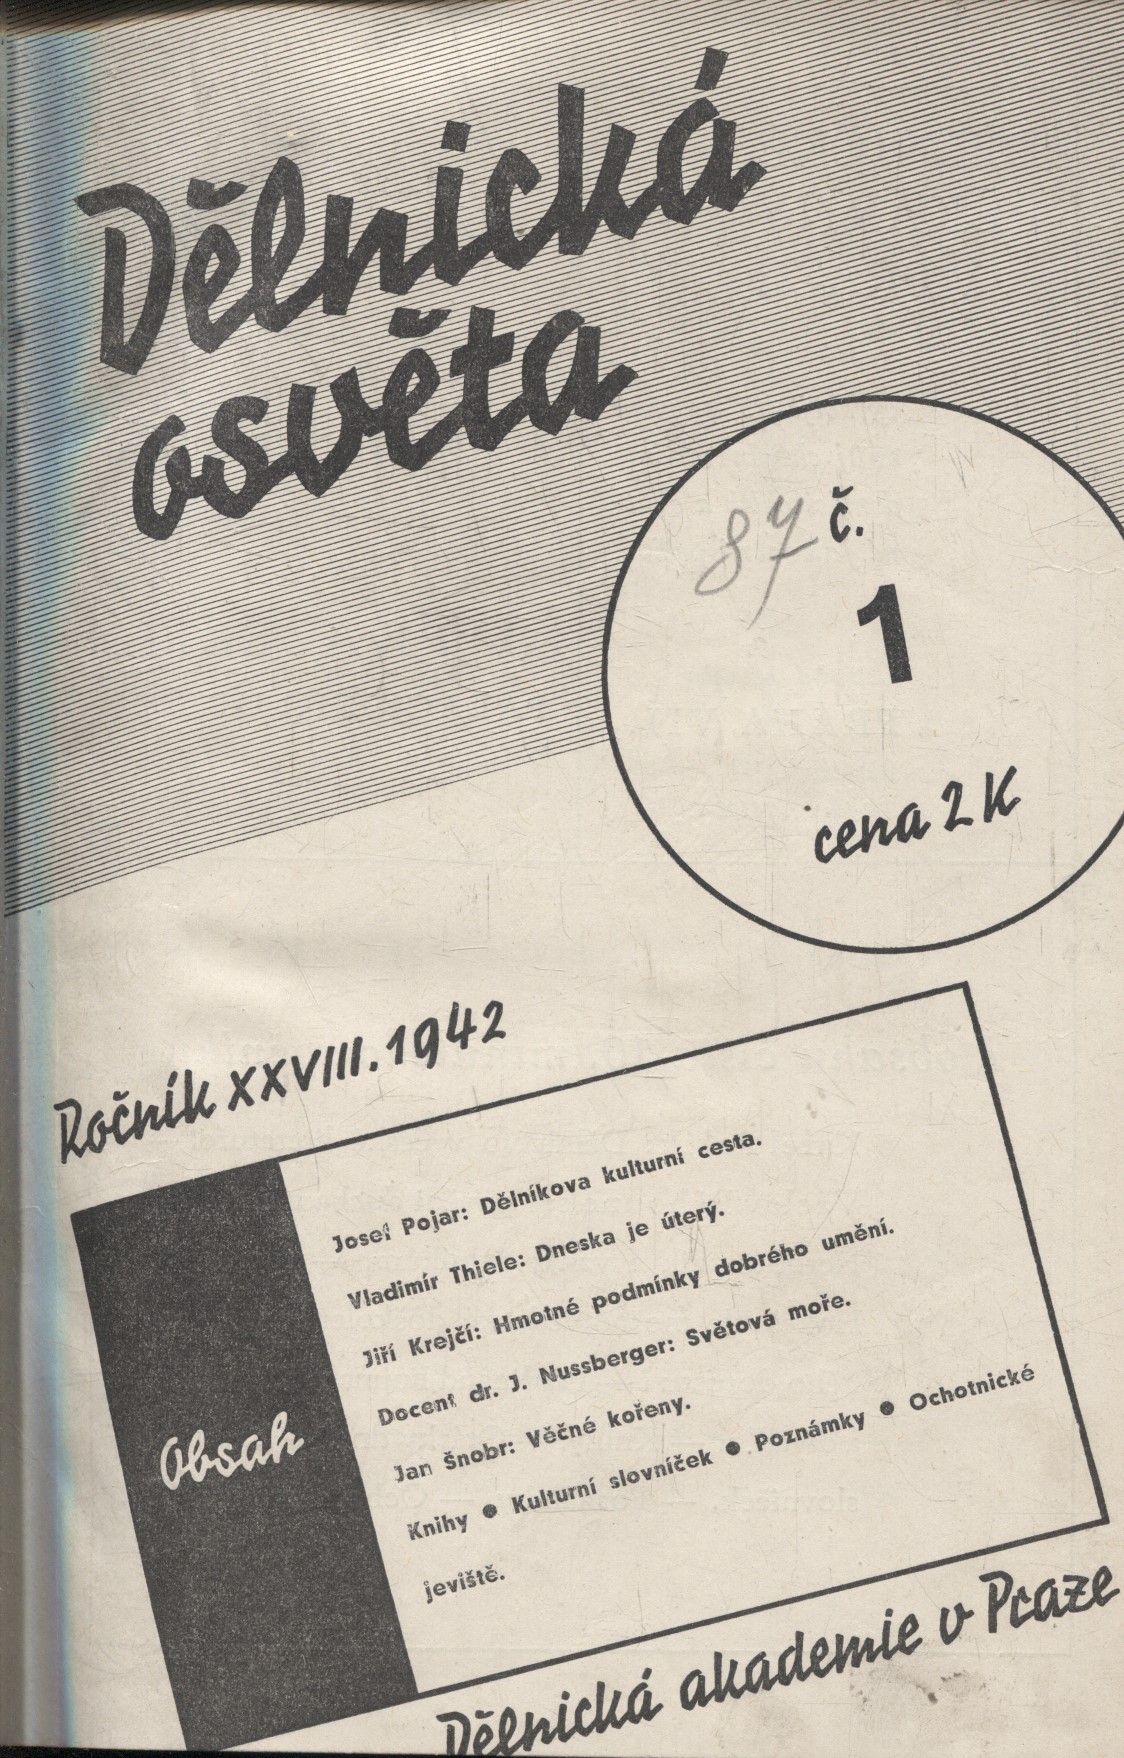 Dělnická
osvěta
87 č.
1
cena 2 K
Ročník XXVIII. 1942
Obsah
Josef Pojar: Dělníkova kulturní cesta.
Vladimír Thiele: Dneska je úterý.
Jiří Krejčí: Hmotné podmínky dobrého umění.
Docent dr. J. Nussberger: Světová moře.
Jan Šnobr: Věčné kořeny.
Knihy ● Kulturní slovníček ● Poznámky ● Ochotnické
jeviště.
Dělnická akademie v Praze